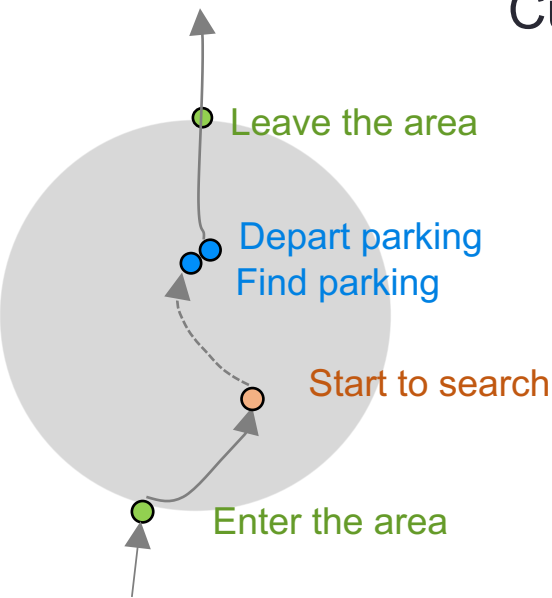 Leave the area
Depart parking
Find parking
Start to search
Enter the area